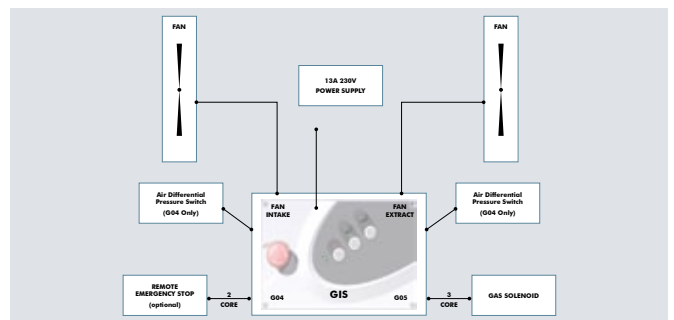 FAN
FAN
13A 230V
POWER SUPPLY
Air Differential
Pressure Switch
(G04 Only)
FAN
INTAKE
FAN
EXTRACT
Air Differential
Pressure Switch
(G04 Only)
REMOTE
EMERGENCY STOP
(optional)
2
CORE
G04
GIS
G05
3
CORE
GAS SOLENOID